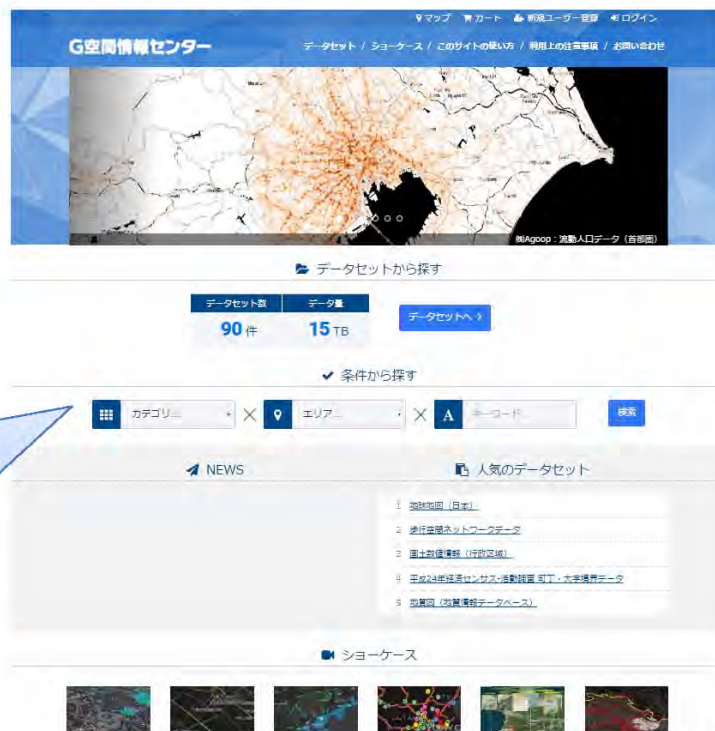 マップ カート 新規ユーザー登録 ログイン
G空間情報センター
データセット / ショーケース / このサイトの使い方 / 利用上の注意事項 / お問い合わせ
㈱Agoop：流動人口データ（首都圏）
データセットから探す
データセット数 データ量
90 件 15 TB
データセットへ
条件から探す
カテゴリ... エリア... A キーワード... 検索
NEWS
人気のデータセット
1 地球地図（日本）
2 歩行空間ネットワークデータ
3 国土数値情報（行政区域）
4 平成24年経済センサス-活動調査 町丁・大字境界データ
5 地質図（地質情報データベース）
ショーケース